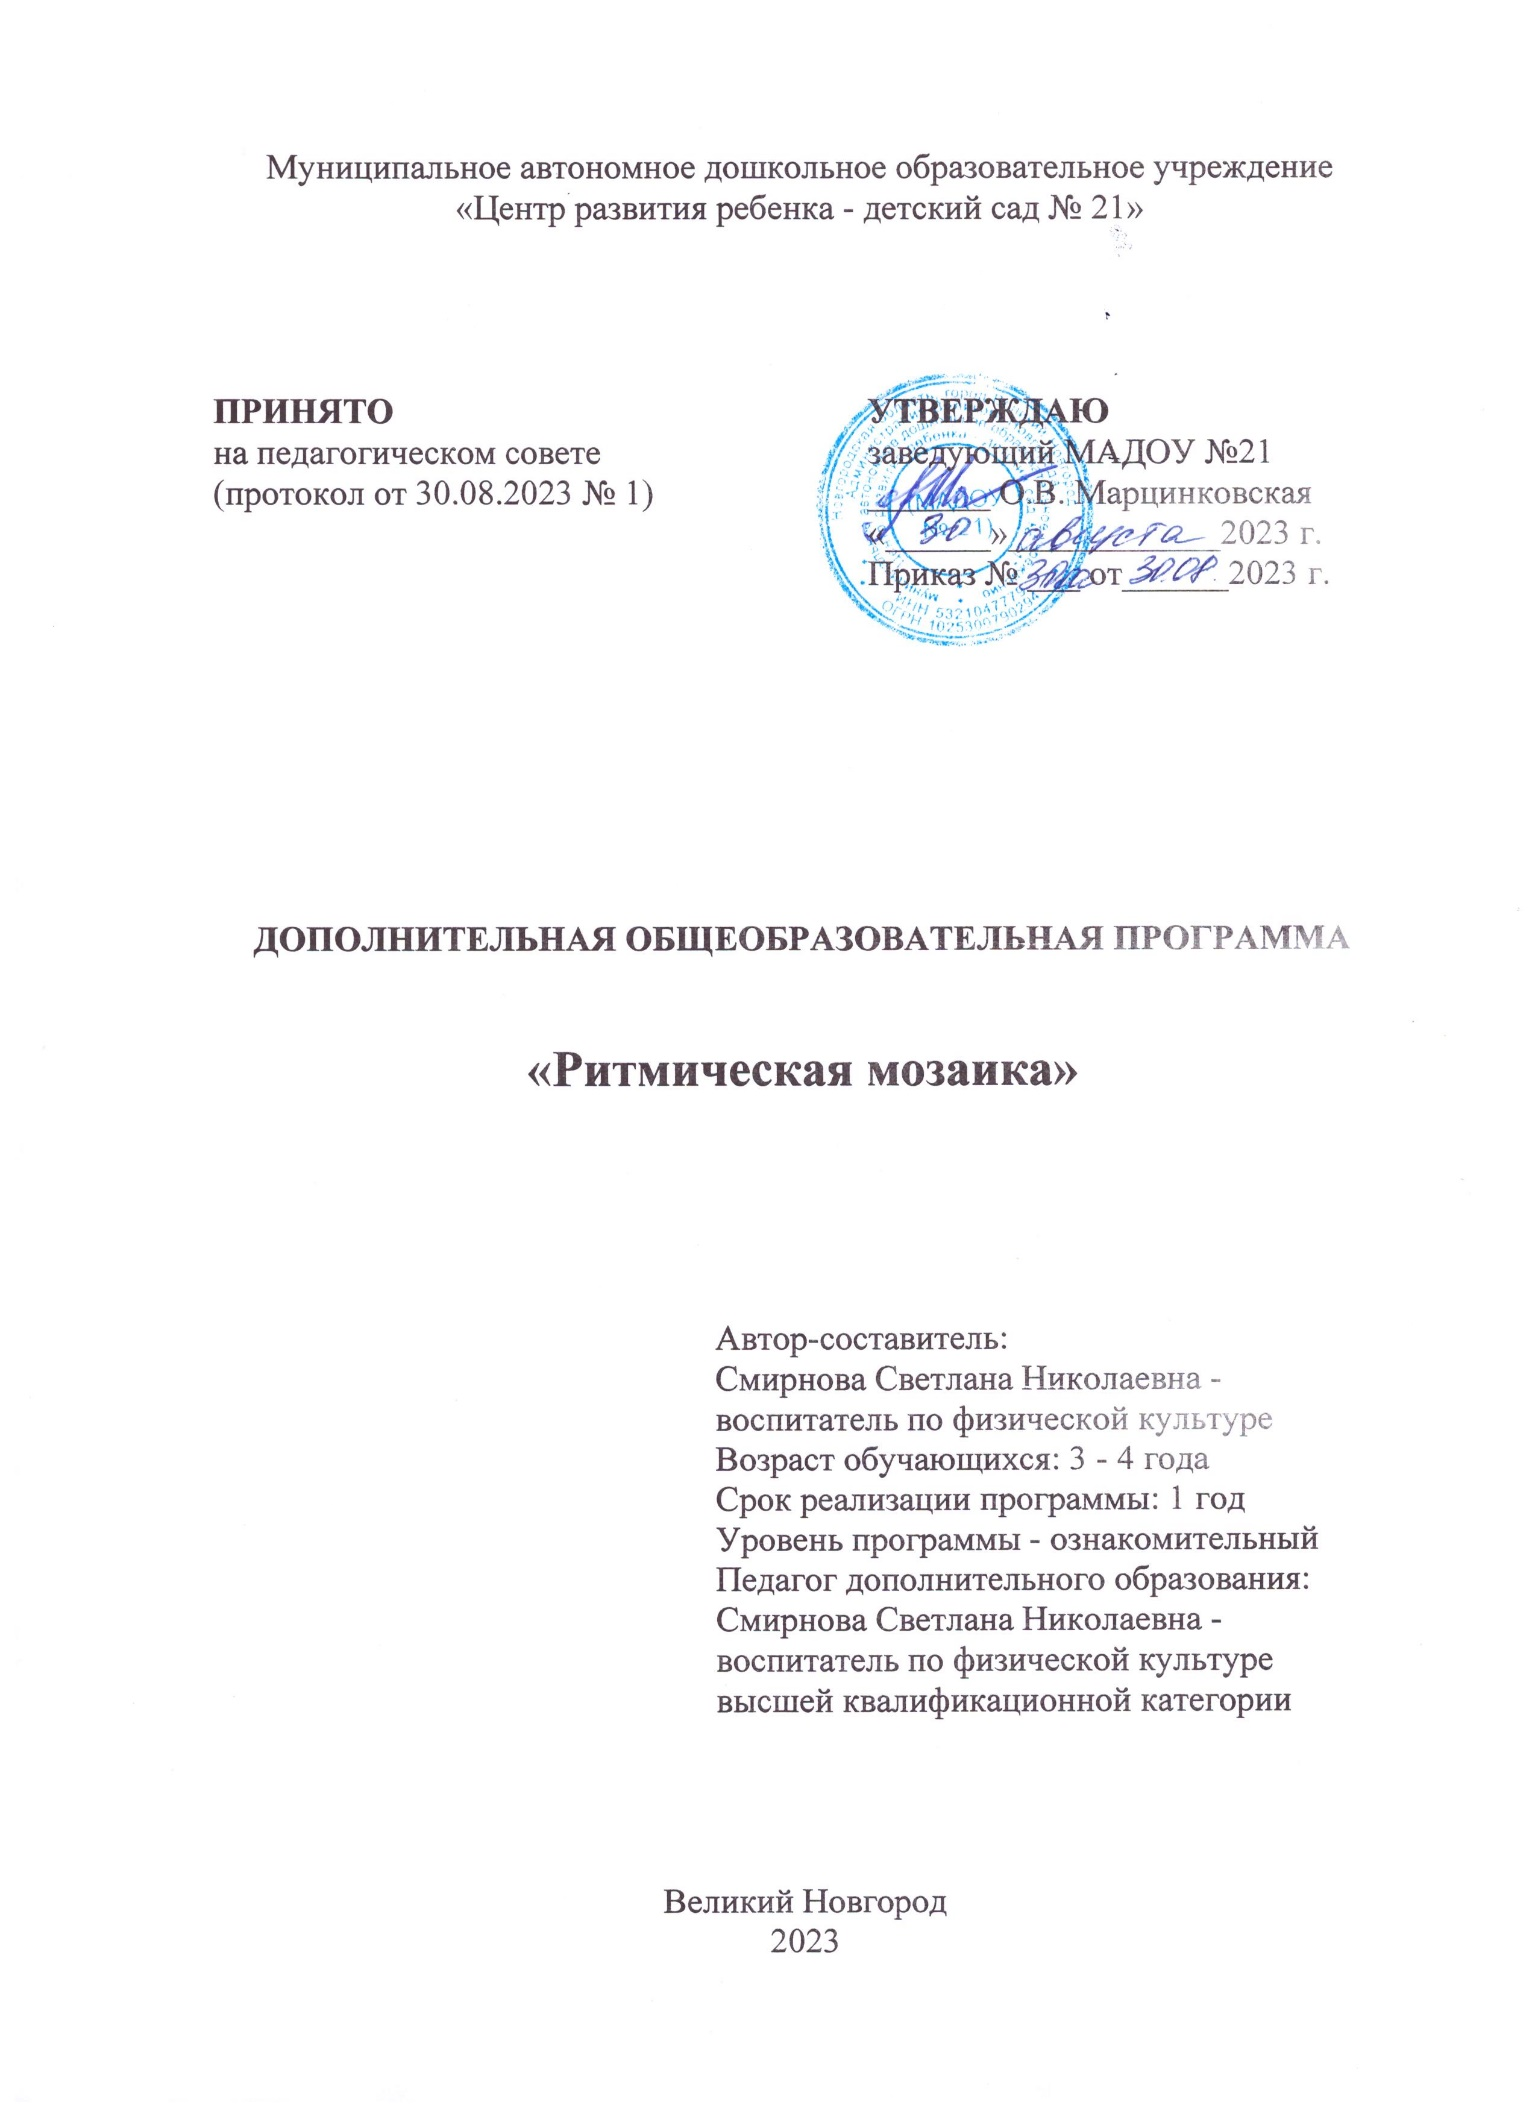 Муниципальное автономное дошкольное образовательное учреждение
«Центр развития ребенка - детский сад № 21»
ПРИНЯТО
на педагогическом совете
(протокол от 30.08.2023 № 1)
УТВЕРЖДАЮ
заведующий МАДОУ №21
О.В. Марцинковская
«30» августа 2023 г.
Приказ № от 30.08. 2023 г.
ИНН 53210477
ОГРН 1025300790294
ДОПОЛНИТЕЛЬНАЯ ОБЩЕОБРАЗОВАТЕЛЬНАЯ ПРОГРАММА
«Ритмическая мозаика»
Автор-составитель:
Смирнова Светлана Николаевна -
воспитатель по физической культуре
Возраст обучающихся: 3 - 4 года
Срок реализации программы: 1 год
Уровень программы - ознакомительный
Педагог дополнительного образования:
Смирнова Светлана Николаевна -
воспитатель по физической культуре
высшей квалификационной категории
Великий Новгород
2023